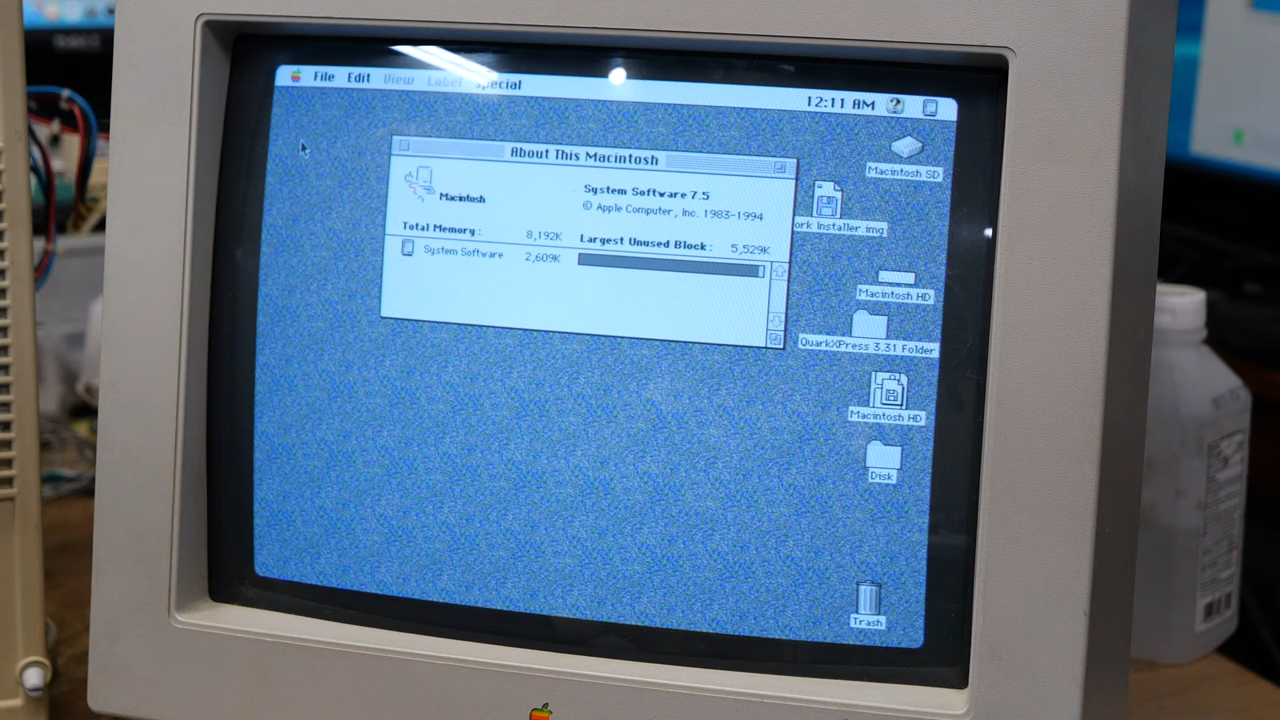 DELL
File Edit View Label Special
12:11 AM
About This Macintosh
Macintosh
System Software 7.5
© Apple Computer, Inc. 1983-1994
Total Memory: 8,192K
Largest Unused Block: 5,529K
System Software 2,609K
Macintosh SD
ork Installer.img
Macintosh HD
QuarkXPress 3.31 Folder
Macintosh HD
Disk
Trash